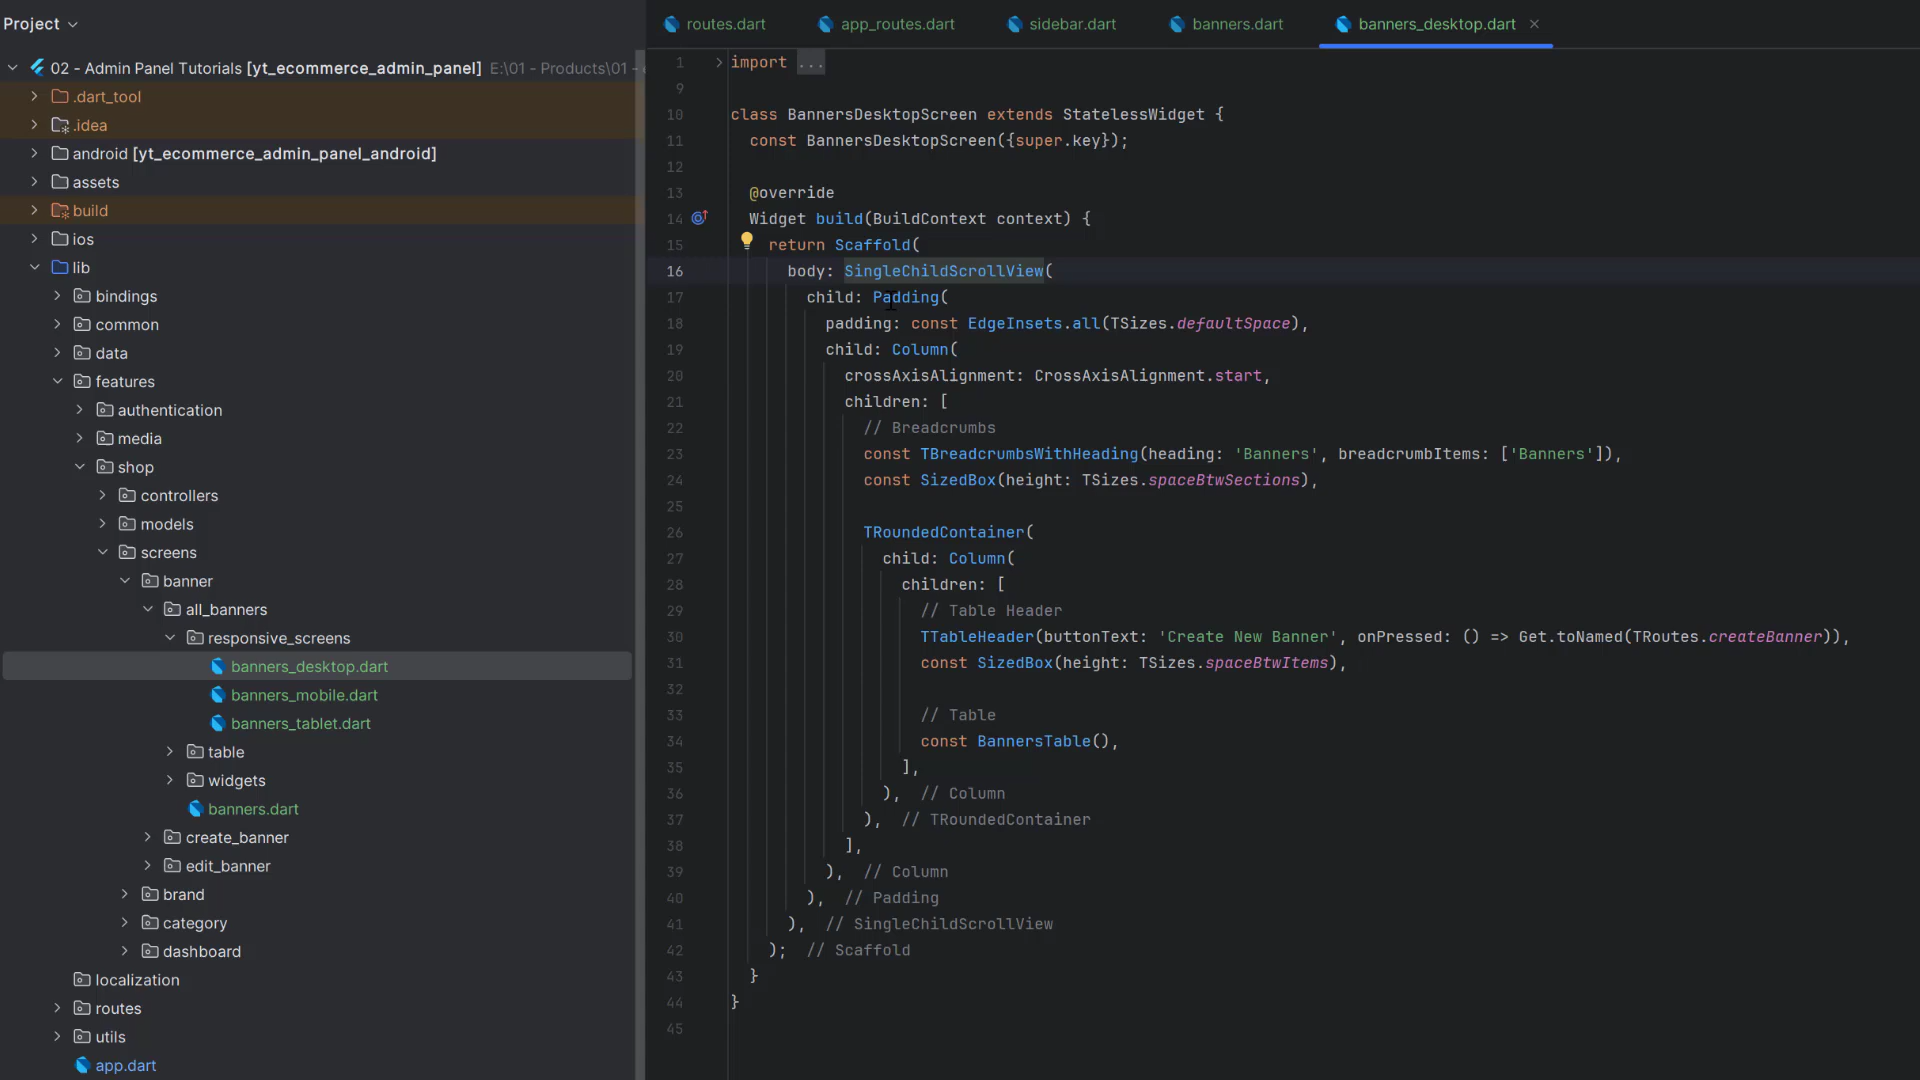 Project
02 - Admin Panel Tutorials [yt_ecommerce_admin_panel] E:\01 - Products\01 -
.dart_tool
.idea
android [yt_ecommerce_admin_panel_android]
assets
build
ios
lib
bindings
common
data
features
authentication
media
shop
controllers
models
screens
banner
all_banners
responsive_screens
banners_desktop.dart
banners_mobile.dart
banners_tablet.dart
table
widgets
banners.dart
create_banner
edit_banner
brand
category
dashboard
localization
routes
utils
app.dart
routes.dart app_routes.dart sidebar.dart banners.dart banners_desktop.dart
1 import ...
9
10 class BannersDesktopScreen extends StatelessWidget {
11 const BannersDesktopScreen({super.key});
12
13 @override
14 Widget build(BuildContext context) {
15 return Scaffold(
16 body: SingleChildScrollView(
17 child: Padding(
18 padding: const EdgeInsets.all(TSizes.defaultSpace),
19 child: Column(
20 crossAxisAlignment: CrossAxisAlignment.start,
21 children: [
22 // Breadcrumbs
23 const TBreadcrumbsWithHeading(heading: 'Banners', breadcrumbItems: ['Banners']),
24 const SizedBox(height: TSizes.spaceBtwSections),
25
26 TRoundedContainer(
27 child: Column(
28 children: [
29 // Table Header
30 TTableHeader(buttonText: 'Create New Banner', onPressed: () => Get.toNamed(TRoutes.createBanner)),
31 const SizedBox(height: TSizes.spaceBtwItems),
32
33 // Table
34 const BannersTable(),
35 ],
36 ), // Column
37 ), // TRoundedContainer
38 ],
39 ), // Column
40 ), // Padding
41 ), // SingleChildScrollView
42 ); // Scaffold
43 }
44 }
45